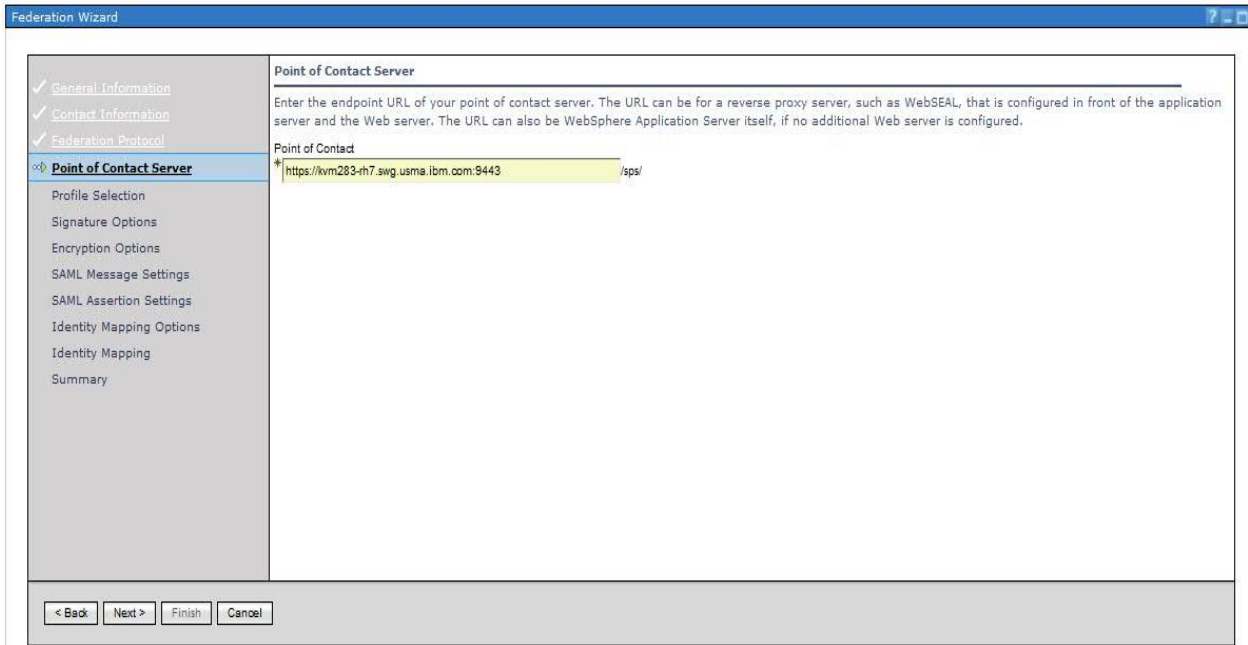 Federation Wizard
?
General Information
Contact Information
Federation Protocol
Point of Contact Server
Profile Selection
Signature Options
Encryption Options
SAML Message Settings
SAML Assertion Settings
Identity Mapping Options
Identity Mapping
Summary
Point of Contact Server
Enter the endpoint URL of your point of contact server. The URL can be for a reverse proxy server, such as WebSEAL, that is configured in front of the application
server and the Web server. The URL can also be WebSphere Application Server itself, if no additional Web server is configured.
Point of Contact
* https://kvm283-rh7.swg.usma.ibm.com:9443 /sps/
< Back Next > Finish Cancel